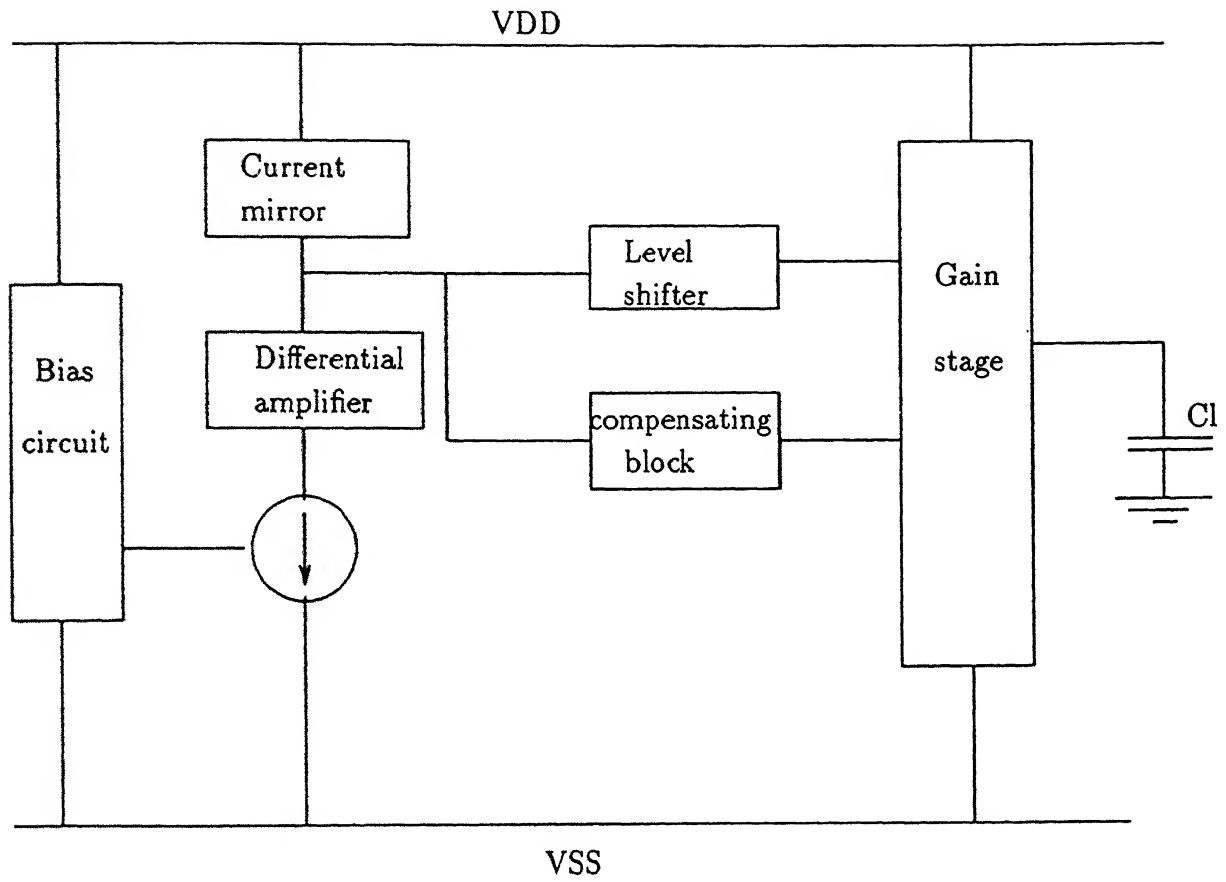 VDD
Current
mirror
Level
shifter
Gain
stage
Differential
amplifier
Bias
circuit
compensating
block
Cl
VSS